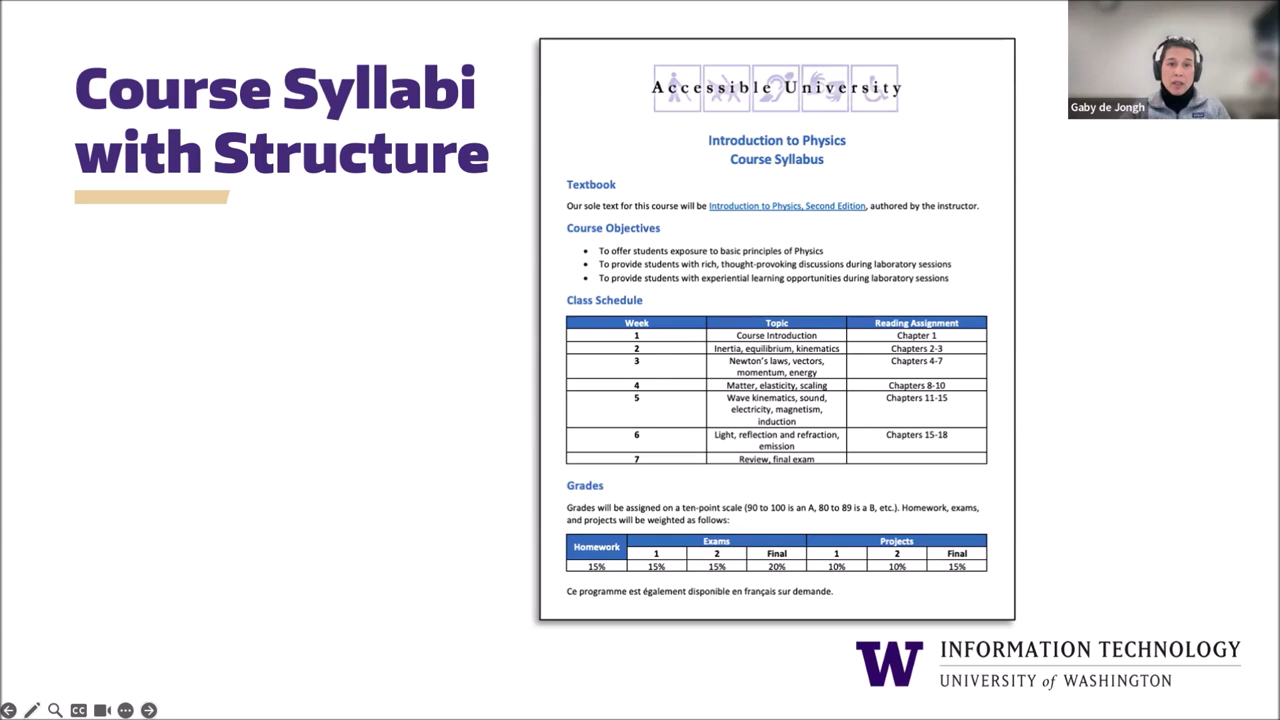 Course Syllabi
with Structure
Accessible University
Introduction to Physics
Course Syllabus
Textbook
Our sole text for this course will be Introduction to Physics, Second Edition, authored by the instructor.
Course Objectives
• To offer students exposure to basic principles of Physics
• To provide students with rich, thought-provoking discussions during laboratory sessions
• To provide students with experiential learning opportunities during laboratory sessions
Class Schedule
Week Topic Reading Assignment
1 Course Introduction Chapter 1
2 Inertia, equilibrium, kinematics Chapters 2-3
3 Newton's laws, vectors, Chapters 4-7
momentum, energy
4 Matter, elasticity, scaling Chapters 8-10
5 Wave kinematics, sound, Chapters 11-15
electricity, magnetism,
induction
6 Light, reflection and refraction, Chapters 15-18
emission
7 Review, final exam
Grades
Grades will be assigned on a ten-point scale (90 to 100 is an A, 80 to 89 is a B, etc.). Homework, exams,
and projects will be weighted as follows:
Homework Exams Projects
1 2 Final 1 2 Final
15% 15% 15% 20% 10% 10% 15%
Ce programme est également disponible en français sur demande.
Gaby de Jongh
W INFORMATION TECHNOLOGY
UNIVERSITY of WASHINGTON
CC